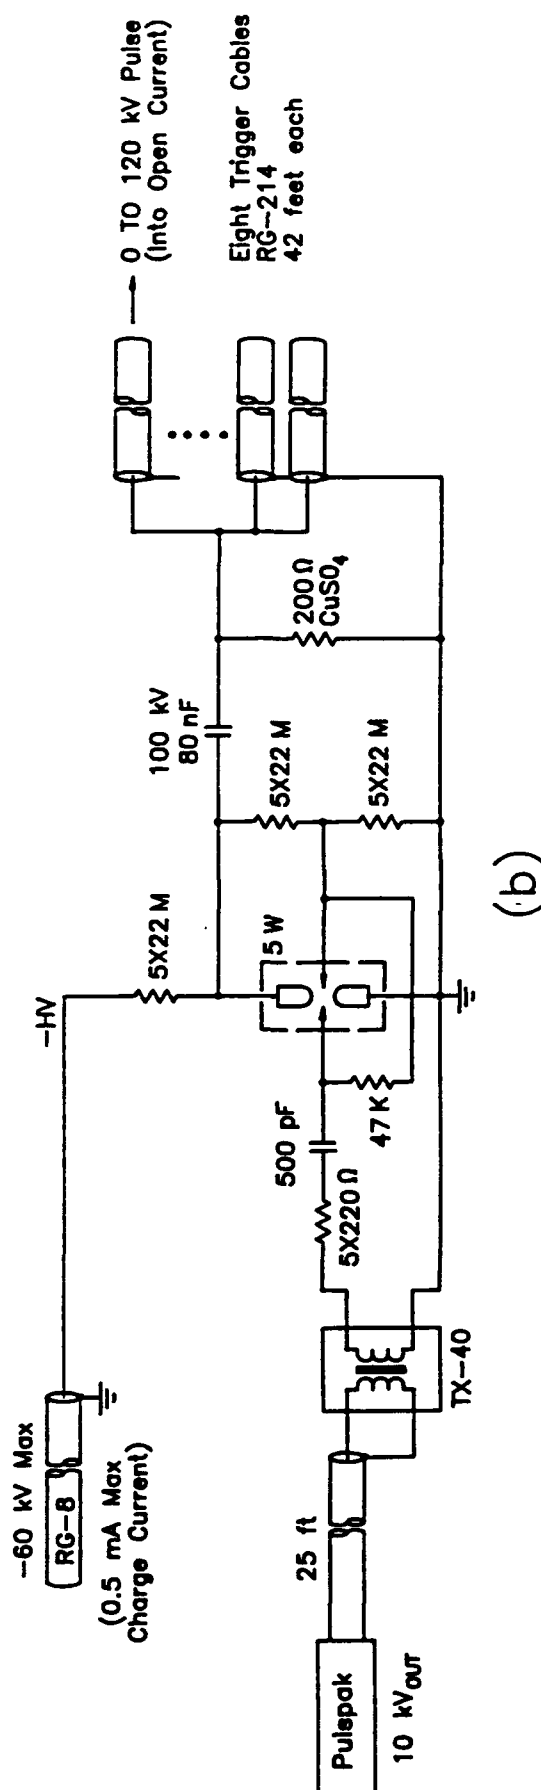 −60 kV Max
RG−8
(0.5 mA Max
Charge Current)
−HV
5X22 M
100 kV
80 nF
0 TO 120 kV Pulse
(Into Open Current)
Eight Trigger Cables
RG−214
42 feet each
200Ω
CuSO4
5X22 M
5X22 M
5 W
500 pF
5X220Ω
47 K
TX−40
25 ft
Pulspak
10 kVOUT
(b)